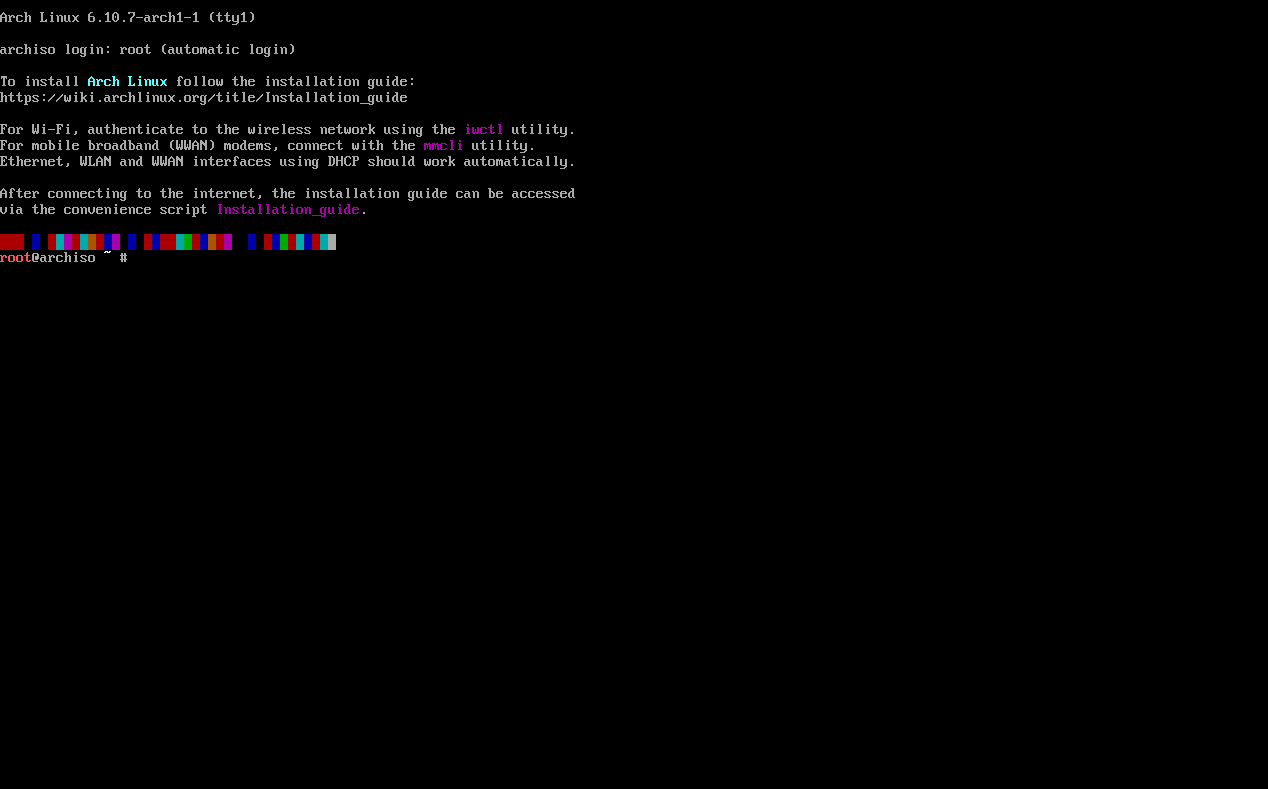 Arch Linux 6.10.7-arch1-1 (tty1)
archiso login: root (automatic login)
To install Arch Linux follow the installation guide:
https://wiki.archlinux.org/title/Installation_guide
For Wi-Fi, authenticate to the wireless network using the iwctl utility.
For mobile broadband (WWAN) modems, connect with the mmcli utility.
Ethernet, WLAN and WWAN interfaces using DHCP should work automatically.
After connecting to the internet, the installation guide can be accessed
via the convenience script Installation_guide.
root@archiso ~ #